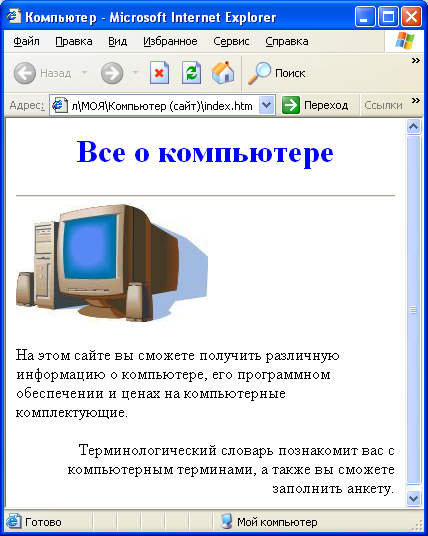 Компьютер - Microsoft Internet Explorer
Файл Правка Вид Избранное Сервис Справка »
Назад Поиск »
Адрес: л\МОЯ\Компьютер (сайт)\index.htm Переход Ссылки »
Все о компьютере
На этом сайте вы сможете получить различную
информацию о компьютере, его программном
обеспечении и ценах на компьютерные
комплектующие.
Терминологический словарь познакомит вас с
компьютерным терминами, а также вы сможете
заполнить анкету.
Готово Мой компьютер